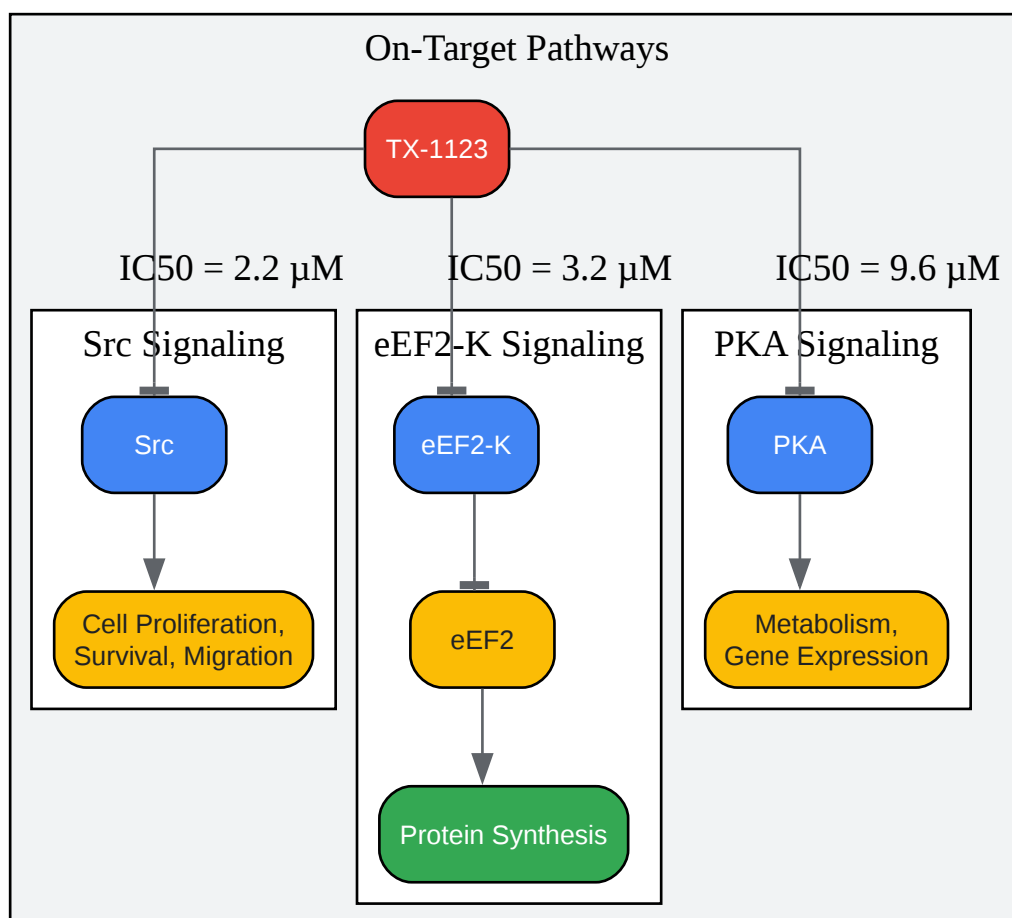 On-Target Pathways
TX-1123
IC50 = 2.2 µM
IC50 = 3.2 µM
IC50 = 9.6 µM
Src Signaling
eEF2-K Signaling
PKA Signaling
Src
eEF2-K
PKA
Cell Proliferation,
Survival, Migration
eEF2
Metabolism,
Gene Expression
Protein Synthesis